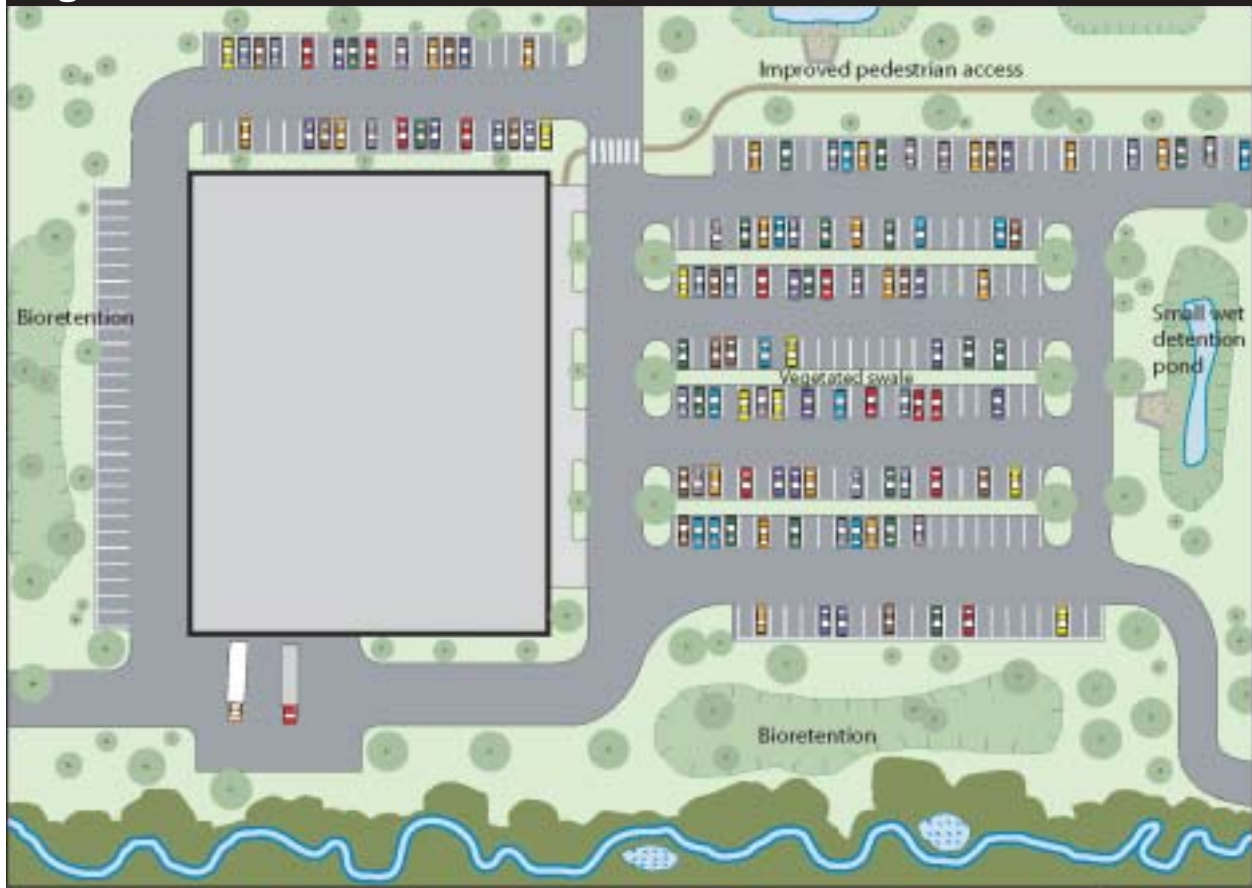 Improved pedestrian access
Bioretention
Small wet
detention
pond
Vegetated swale
Bioretention